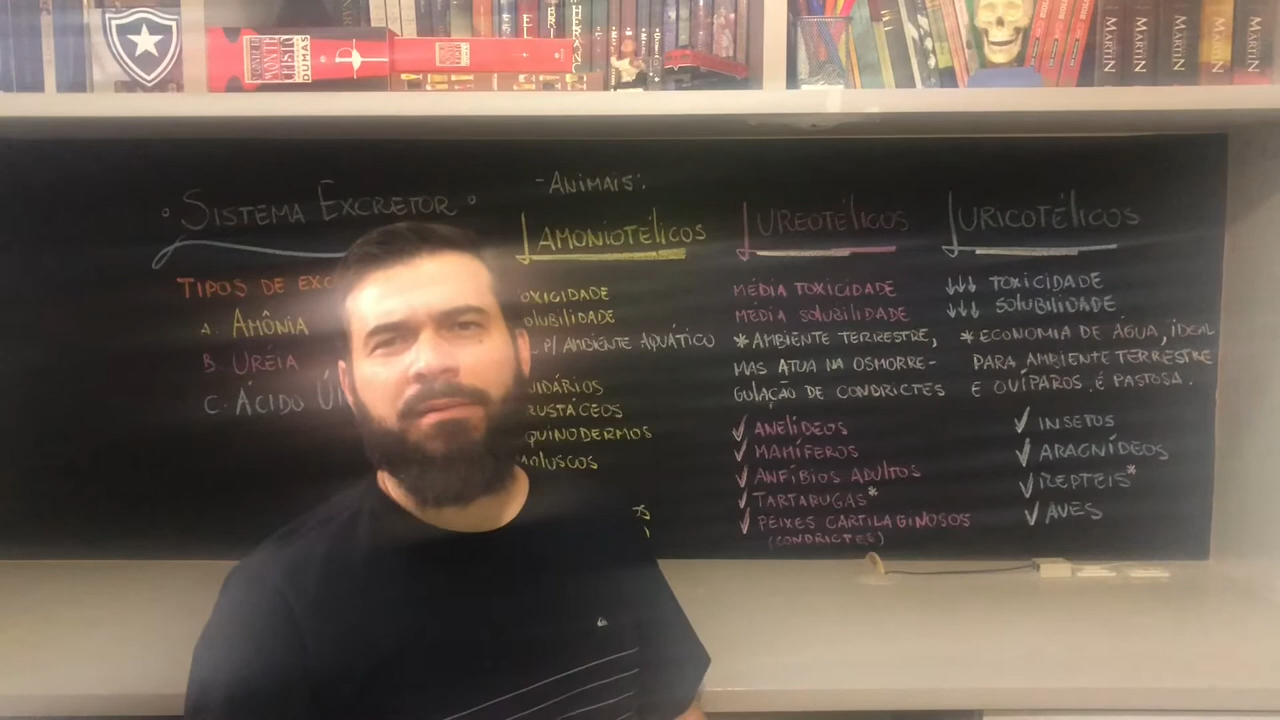 MARTIN
MARTIN
MARTIN
MARTIN
MARTIN
MONTE
CRISTO
DUMAS
- ANIMAIS:
• SISTEMA EXCRETOR •
AMONIOTÉLICOS
UREOTÉLICOS
URICOTÉLICOS
TIPOS DE EXC
A. AMÔNIA
B. URÉIA
C. ÁCIDO Ú
OXICIDADE
OLUBILIDADE
P/ AMBIENTE AQUÁTICO
IDÁRIOS
RUSTÁCEOS
QUINODERMOS
MOLUSCOS
MÉDIA TOXICIDADE
MÉDIA SOLUBILIDADE
* AMBIENTE TERRESTRE,
MAS ATUA NA OSMORRE-
GULAÇÃO DE CONDRICTES
✓ ANELÍDEOS
✓ MAMÍFEROS
✓ ANFÍBIOS ADULTOS
✓ TARTARUGAS*
✓ PEIXES CARTILAGINOSOS
(CONDRICTES)
↓↓↓ TOXICIDADE
↓↓↓ SOLUBILIDADE
* ECONOMIA DE ÁGUA, IDEAL
PARA AMBIENTE TERRESTRE
E OVÍPAROS, É PASTOSA.
✓ INSETOS
✓ ARACNÍDEOS
✓ REPTEIS*
✓ AVES